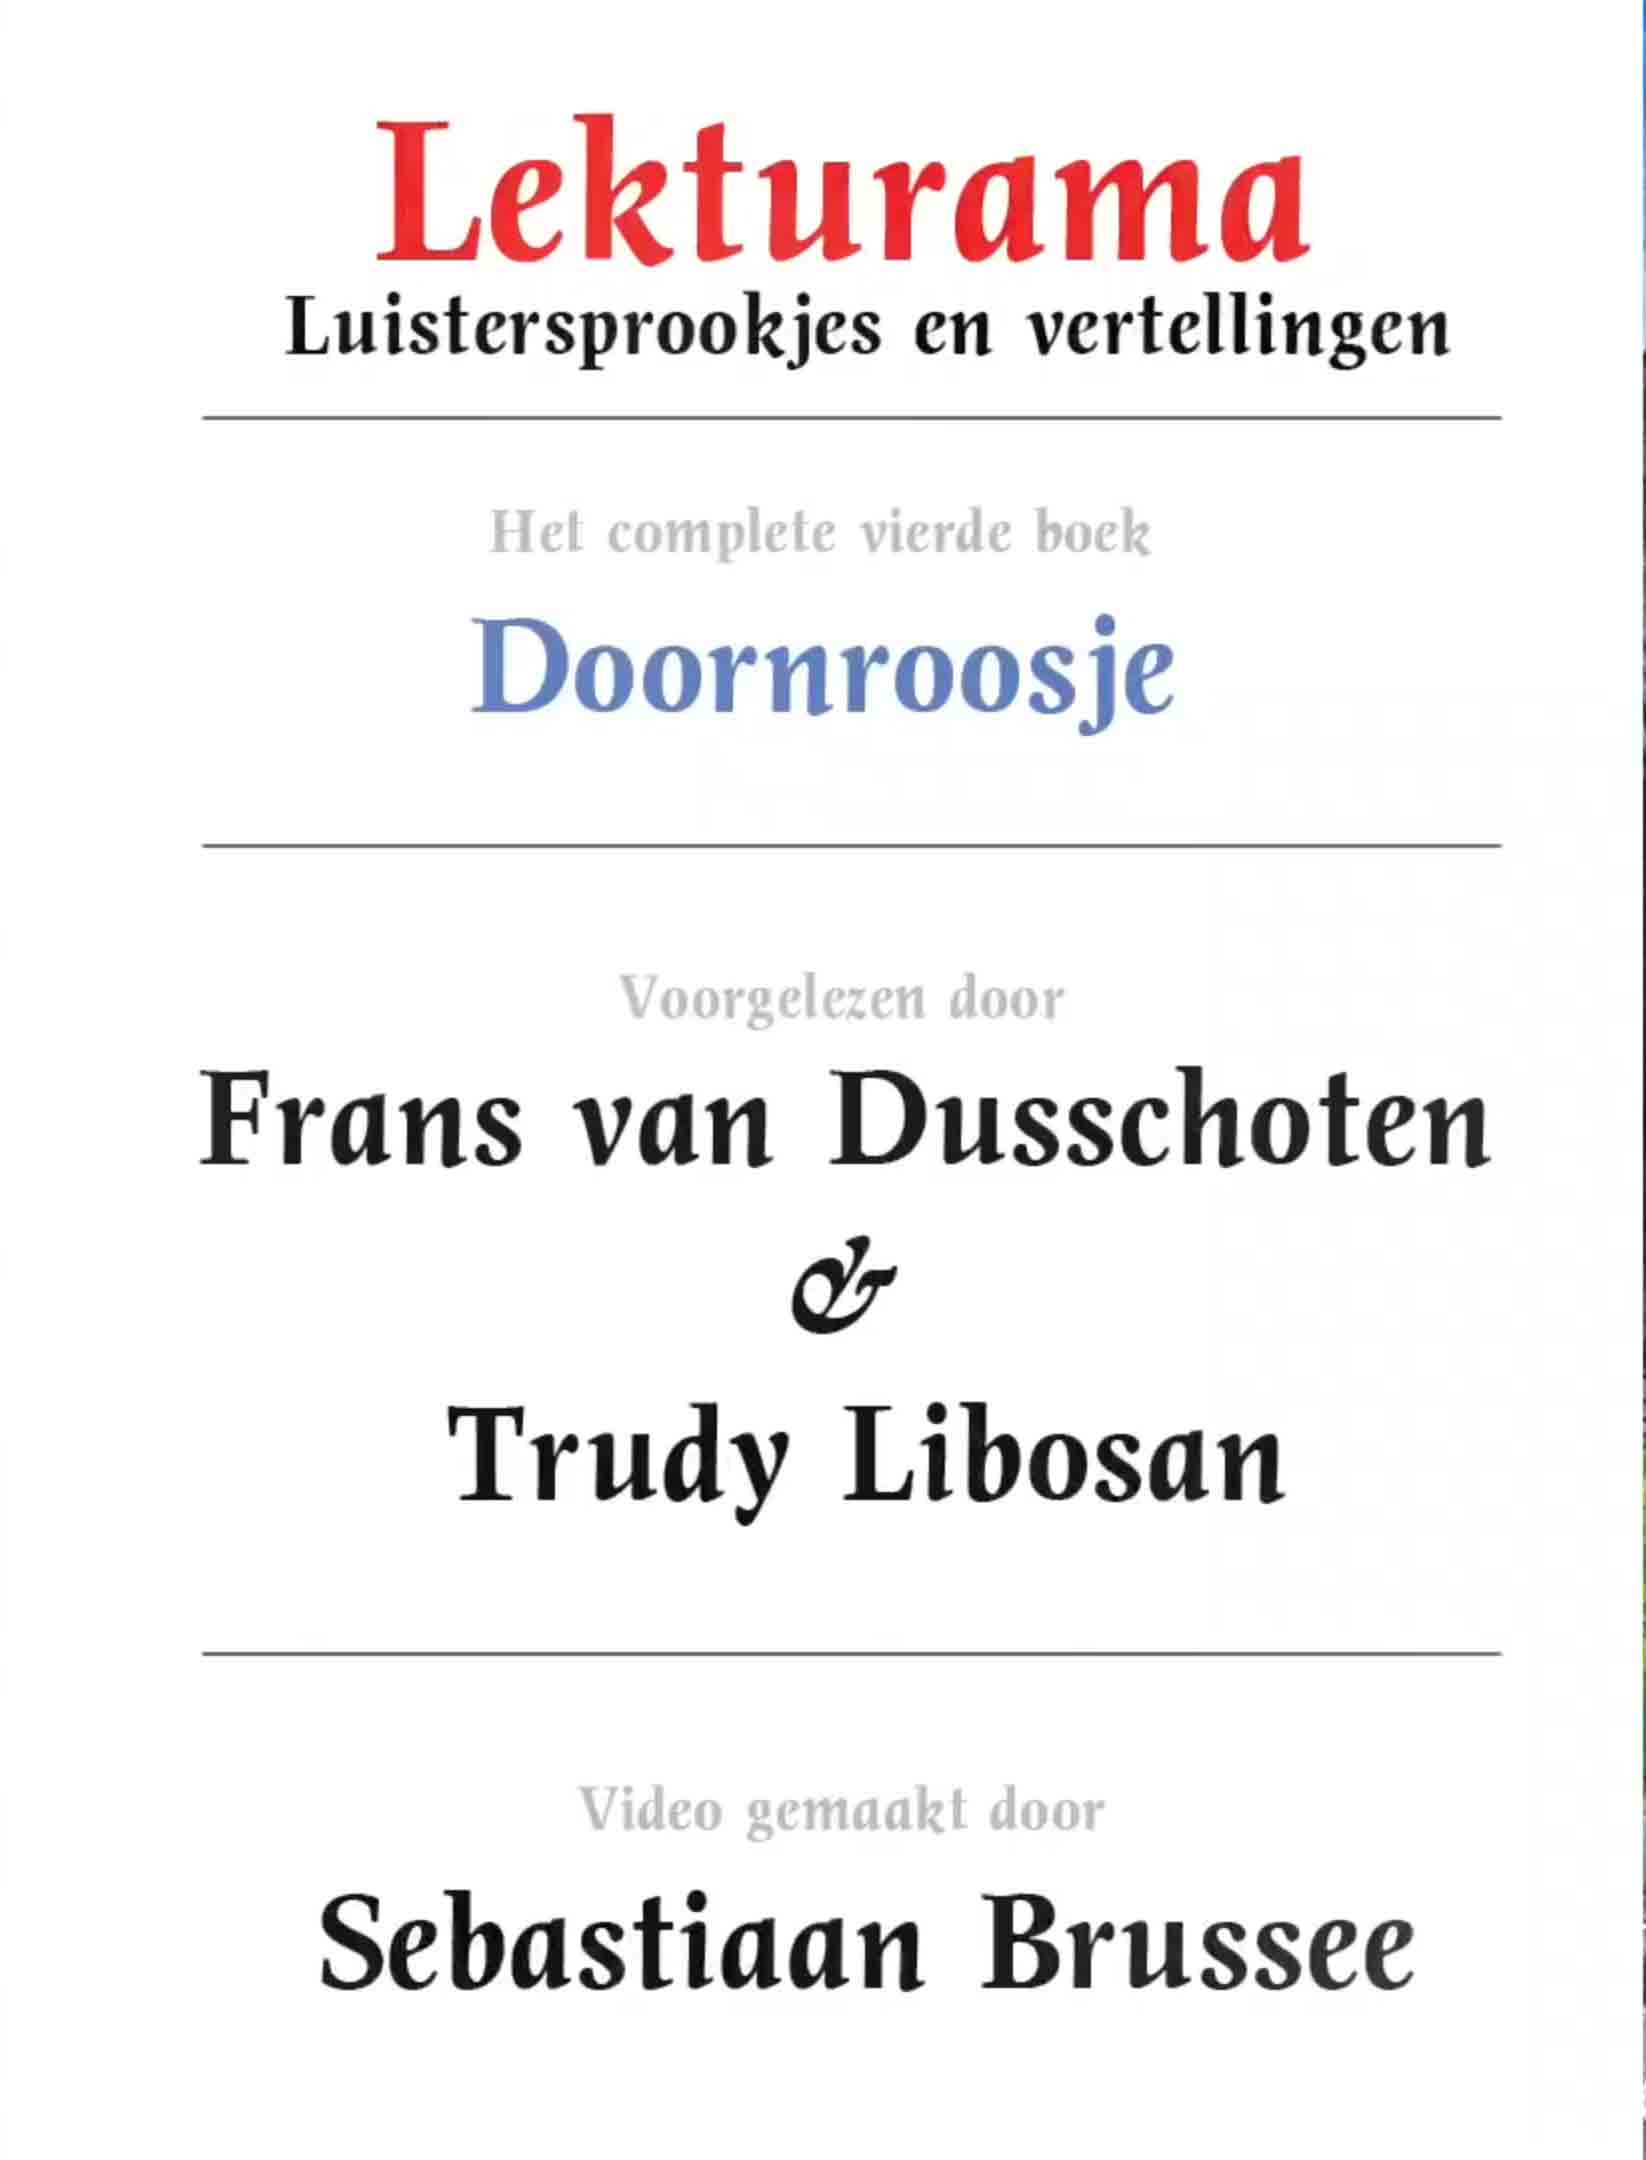 Lekturama
Luistersprookjes en vertellingen
Het complete vierde boek
Doornroosje
Voorgelezen door
Frans van Dusschoten
&
Trudy Libosan
Video gemaakt door
Sebastiaan Brussee